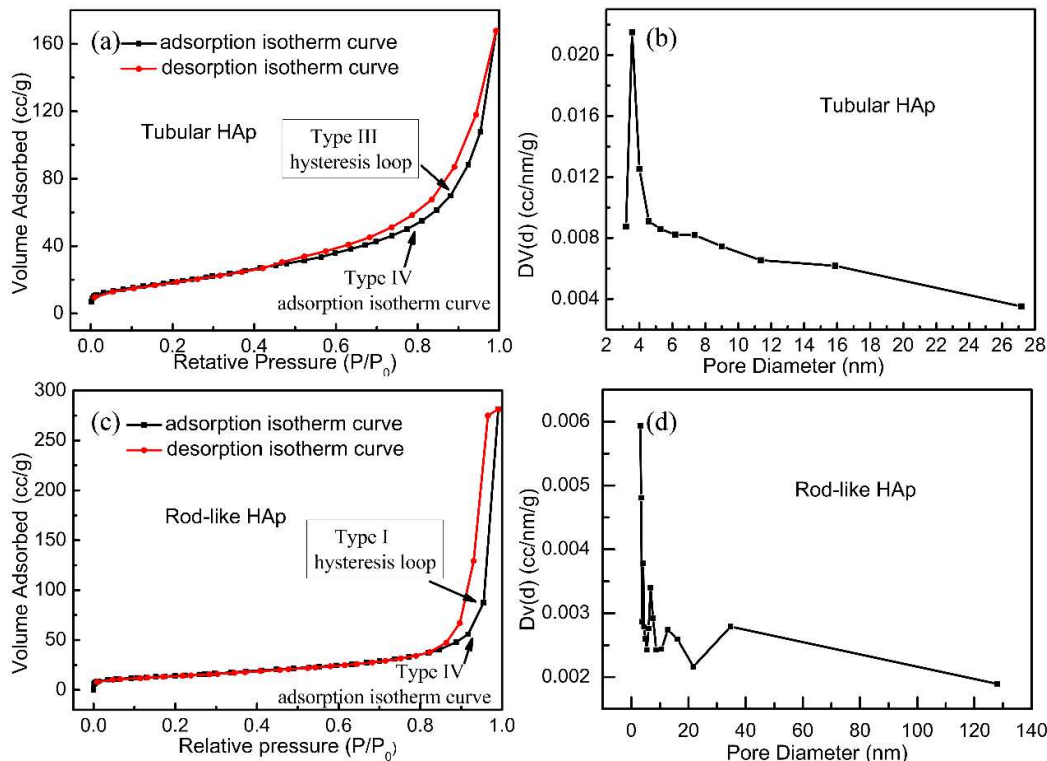 (a)
adsorption isotherm curve
desorption isotherm curve
Tubular HAp
Type III
hysteresis loop
Type IV
adsorption isotherm curve
Volume Adsorbed (cc/g)
160
120
80
40
0
0.0 0.2 0.4 0.6 0.8 1.0
Relative Pressure (P/P₀)
(b)
Tubular HAp
DV(d) (cc/nm/g)
0.020
0.016
0.012
0.008
0.004
2 4 6 8 10 12 14 16 18 20 22 24 26 28
Pore Diameter (nm)
(c)
adsorption isotherm curve
desorption isotherm curve
Rod-like HAp
Type I
hysteresis loop
Type IV
adsorption isotherm curve
Volume Adsorbed (cc/g)
300
250
200
150
100
50
0
0.0 0.2 0.4 0.6 0.8 1.0
Relative pressure (P/P₀)
(d)
Rod-like HAp
Dv(d) (cc/nm/g)
0.006
0.005
0.004
0.003
0.002
0 20 40 60 80 100 120 140
Pore Diameter (nm)